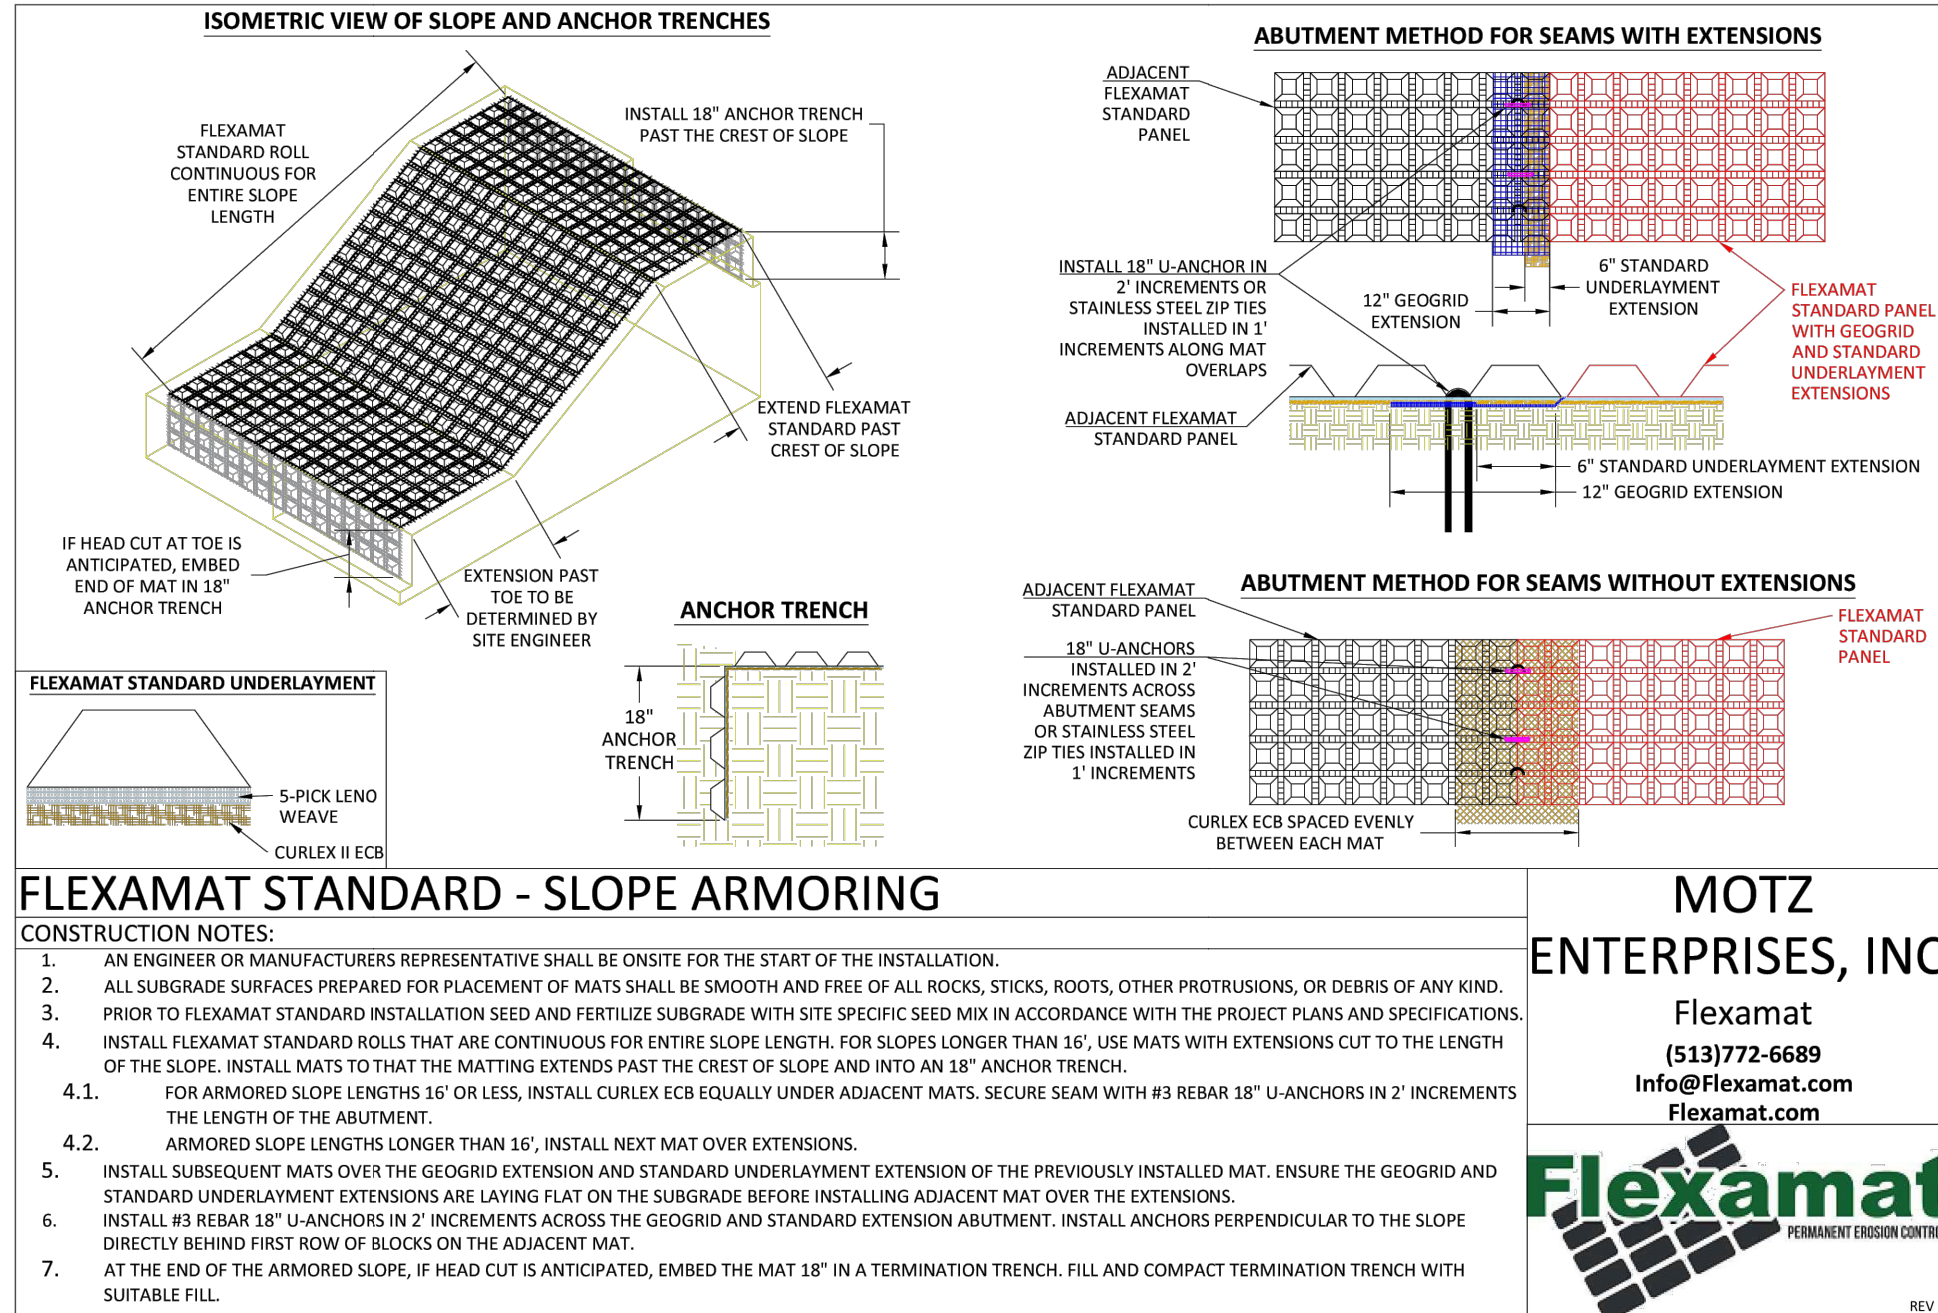 ISOMETRIC VIEW OF SLOPE AND ANCHOR TRENCHES
FLEXAMAT
STANDARD ROLL
CONTINUOUS FOR
ENTIRE SLOPE
LENGTH
INSTALL 18" ANCHOR TRENCH
PAST THE CREST OF SLOPE
EXTEND FLEXAMAT
STANDARD PAST
CREST OF SLOPE
IF HEAD CUT AT TOE IS
ANTICIPATED, EMBED
END OF MAT IN 18"
ANCHOR TRENCH
EXTENSION PAST
TOE TO BE
DETERMINED BY
SITE ENGINEER
ANCHOR TRENCH
18"
ANCHOR
TRENCH
FLEXAMAT STANDARD UNDERLAYMENT
5-PICK LENO
WEAVE
CURLEX II ECB
ABUTMENT METHOD FOR SEAMS WITH EXTENSIONS
ADJACENT
FLEXAMAT
STANDARD
PANEL
INSTALL 18" U-ANCHOR IN
2' INCREMENTS OR
STAINLESS STEEL ZIP TIES
INSTALLED IN 1'
INCREMENTS ALONG MAT
OVERLAPS
12" GEOGRID
EXTENSION
6" STANDARD
UNDERLAYMENT
EXTENSION
FLEXAMAT
STANDARD PANEL
WITH GEOGRID
AND STANDARD
UNDERLAYMENT
EXTENSIONS
ADJACENT FLEXAMAT
STANDARD PANEL
6" STANDARD UNDERLAYMENT EXTENSION
12" GEOGRID EXTENSION
ABUTMENT METHOD FOR SEAMS WITHOUT EXTENSIONS
ADJACENT FLEXAMAT
STANDARD PANEL
18" U-ANCHORS
INSTALLED IN 2'
INCREMENTS ACROSS
ABUTMENT SEAMS
OR STAINLESS STEEL
ZIP TIES INSTALLED IN
1' INCREMENTS
FLEXAMAT
STANDARD
PANEL
CURLEX ECB SPACED EVENLY
BETWEEN EACH MAT
FLEXAMAT STANDARD - SLOPE ARMORING
CONSTRUCTION NOTES:
1. AN ENGINEER OR MANUFACTURERS REPRESENTATIVE SHALL BE ONSITE FOR THE START OF THE INSTALLATION.
2. ALL SUBGRADE SURFACES PREPARED FOR PLACEMENT OF MATS SHALL BE SMOOTH AND FREE OF ALL ROCKS, STICKS, ROOTS, OTHER PROTRUSIONS, OR DEBRIS OF ANY KIND.
3. PRIOR TO FLEXAMAT STANDARD INSTALLATION SEED AND FERTILIZE SUBGRADE WITH SITE SPECIFIC SEED MIX IN ACCORDANCE WITH THE PROJECT PLANS AND SPECIFICATIONS.
4. INSTALL FLEXAMAT STANDARD ROLLS THAT ARE CONTINUOUS FOR ENTIRE SLOPE LENGTH. FOR SLOPES LONGER THAN 16', USE MATS WITH EXTENSIONS CUT TO THE LENGTH
OF THE SLOPE. INSTALL MATS TO THAT THE MATTING EXTENDS PAST THE CREST OF SLOPE AND INTO AN 18" ANCHOR TRENCH.
4.1. FOR ARMORED SLOPE LENGTHS 16' OR LESS, INSTALL CURLEX ECB EQUALLY UNDER ADJACENT MATS. SECURE SEAM WITH #3 REBAR 18" U-ANCHORS IN 2' INCREMENTS
THE LENGTH OF THE ABUTMENT.
4.2. ARMORED SLOPE LENGTHS LONGER THAN 16', INSTALL NEXT MAT OVER EXTENSIONS.
5. INSTALL SUBSEQUENT MATS OVER THE GEOGRID EXTENSION AND STANDARD UNDERLAYMENT EXTENSION OF THE PREVIOUSLY INSTALLED MAT. ENSURE THE GEOGRID AND
STANDARD UNDERLAYMENT EXTENSIONS ARE LAYING FLAT ON THE SUBGRADE BEFORE INSTALLING ADJACENT MAT OVER THE EXTENSIONS.
6. INSTALL #3 REBAR 18" U-ANCHORS IN 2' INCREMENTS ACROSS THE GEOGRID AND STANDARD EXTENSION ABUTMENT. INSTALL ANCHORS PERPENDICULAR TO THE SLOPE
DIRECTLY BEHIND FIRST ROW OF BLOCKS ON THE ADJACENT MAT.
7. AT THE END OF THE ARMORED SLOPE, IF HEAD CUT IS ANTICIPATED, EMBED THE MAT 18" IN A TERMINATION TRENCH. FILL AND COMPACT TERMINATION TRENCH WITH
SUITABLE FILL.
MOTZ
ENTERPRISES, INC
Flexamat
(513)772-6689
Info@Flexamat.com
Flexamat.com
Flexamat
PERMANENT EROSION CONTR
REV